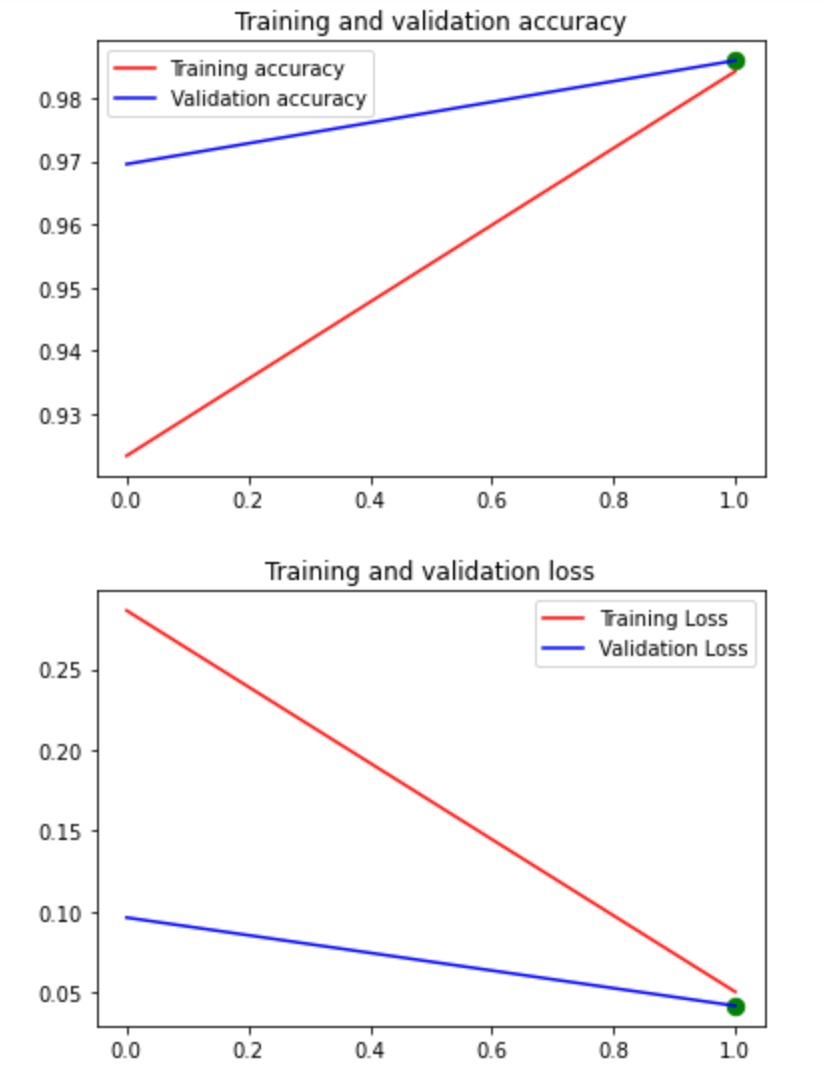 Training and validation accuracy
Training accuracy
Validation accuracy
0.98
0.97
0.96
0.95
0.94
0.93
0.0 0.2 0.4 0.6 0.8 1.0
Training and validation loss
Training Loss
Validation Loss
0.25
0.20
0.15
0.10
0.05
0.0 0.2 0.4 0.6 0.8 1.0